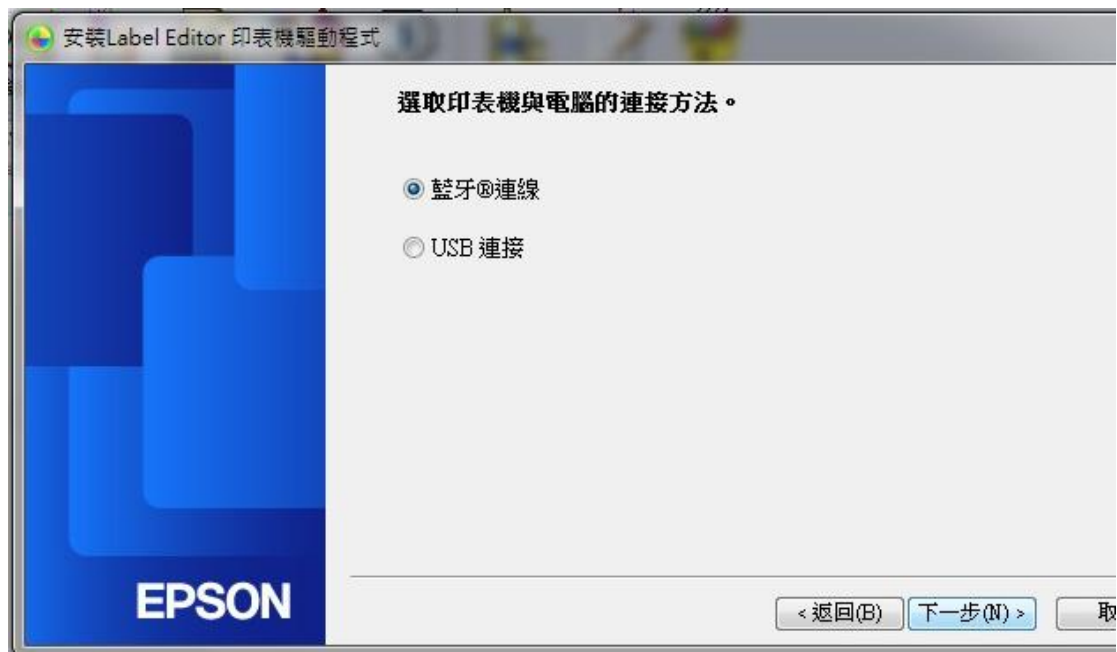 安裝Label Editor 印表機驅動程式
選取印表機與電腦的連接方法。
藍牙®連線
USB 連接
EPSON
<返回(B)
下一步(N)>
取